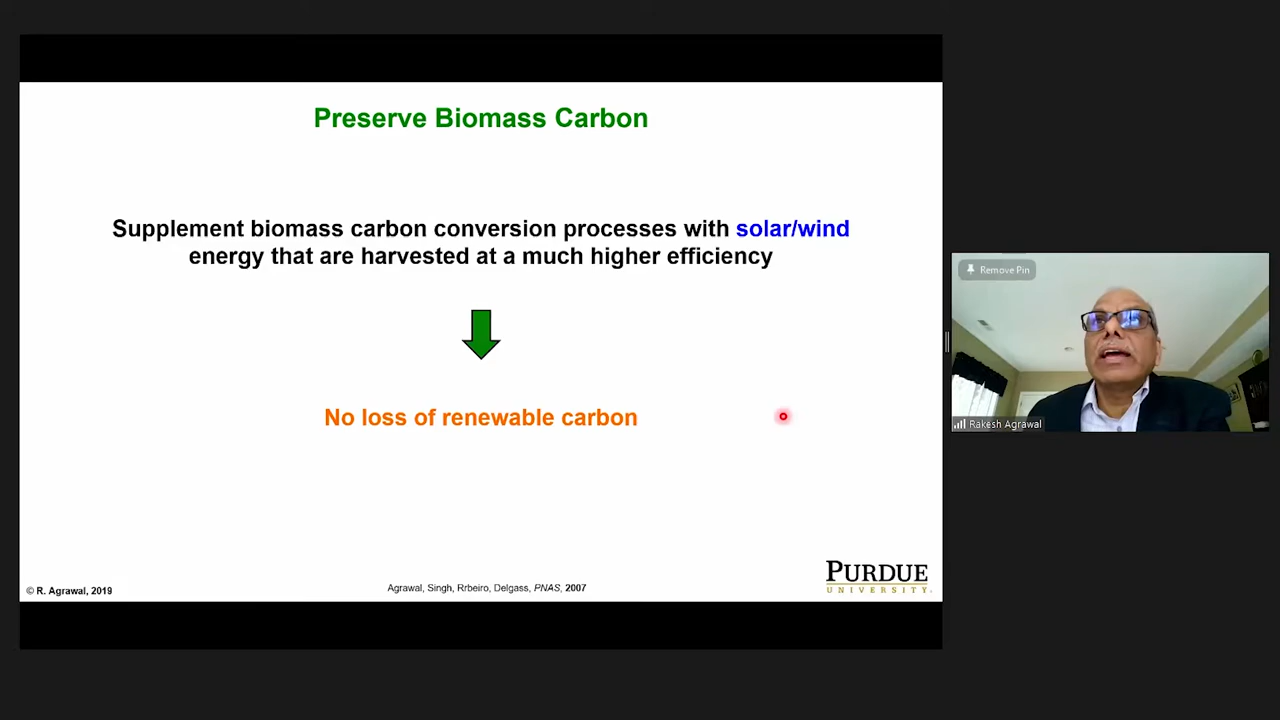 Preserve Biomass Carbon
Supplement biomass carbon conversion processes with solar/wind
energy that are harvested at a much higher efficiency
No loss of renewable carbon
© R. Agrawal, 2019
Agrawal, Singh, Rrbeiro, Delgass, PNAS, 2007
PURDUE
UNIVERSITY.
Remove Pin
Rakesh Agrawal